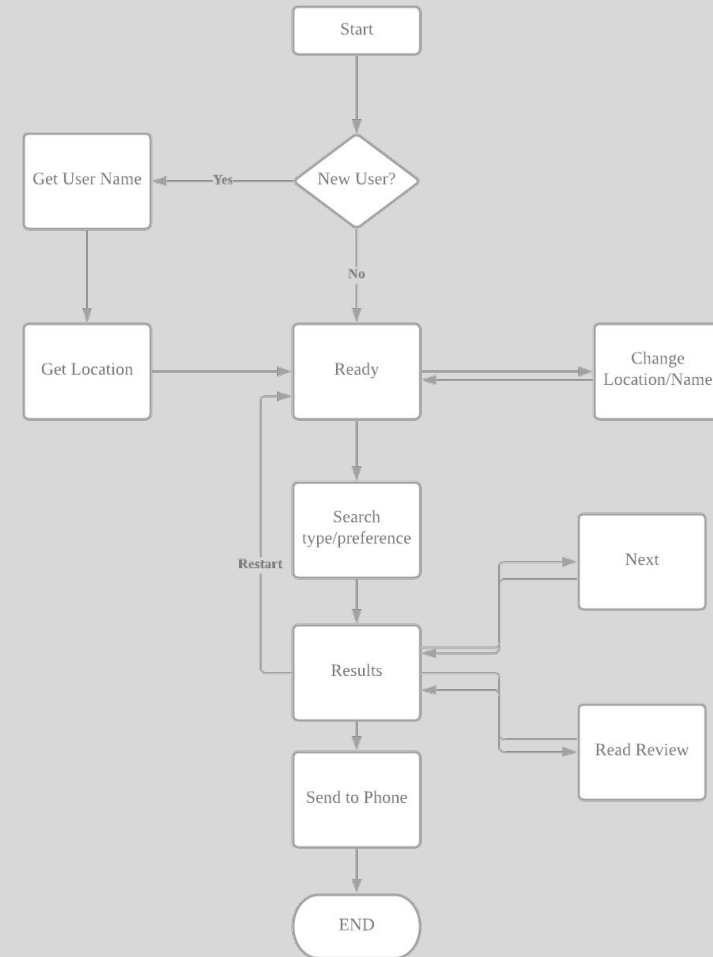 Start
New User?
Yes
Get User Name
No
Get Location
Ready
Change
Location/Name
Search
type/preference
Restart
Next
Results
Read Review
Send to Phone
END